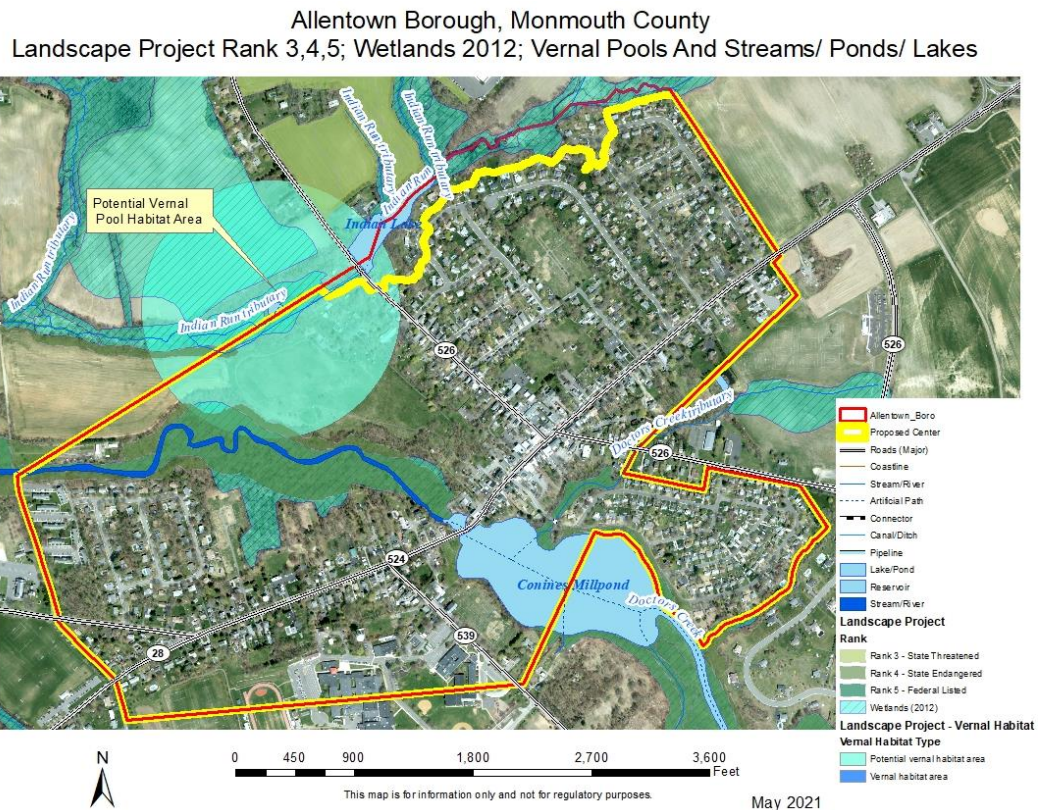 Allentown Borough, Monmouth County
Landscape Project Rank 3,4,5; Wetlands 2012; Vernal Pools And Streams/ Ponds/ Lakes
Indian Run tributary
Indian Run tributary
Indian Run
Potential Vernal
Pool Habitat Area
Indian Lake
Indian Run tributary
Indian Run tributary
526
526
Doctors Creek tributary
526
524
Conines Millpond
Doctors Creek
539
28
Allentown_Boro
Proposed Center
Roads (Major)
Coastline
Stream/River
Artificial Path
Connector
Canal/Ditch
Pipeline
Lake/Pond
Reservoir
Stream/River
Landscape Project
Rank
Rank 3 - State Threatened
Rank 4 - State Endangered
Rank 5 - Federal Listed
Wetlands (2012)
Landscape Project - Vernal Habitat
Vernal Habitat Type
Potential vernal habitat area
Vernal habitat area
N
0 450 900 1,800 2,700 3,600
Feet
This map is for information only and not for regulatory purposes.
May 2021